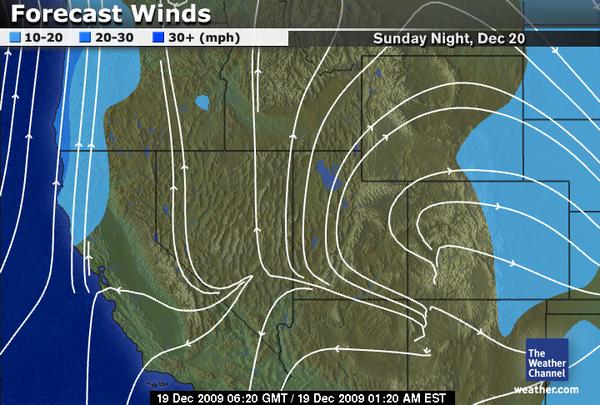 Forecast Winds
10-20 20-30 30+ (mph)
Sunday Night, Dec 20
The
Weather
Channel
weather.com
19 Dec 2009 06:20 GMT / 19 Dec 2009 01:20 AM EST